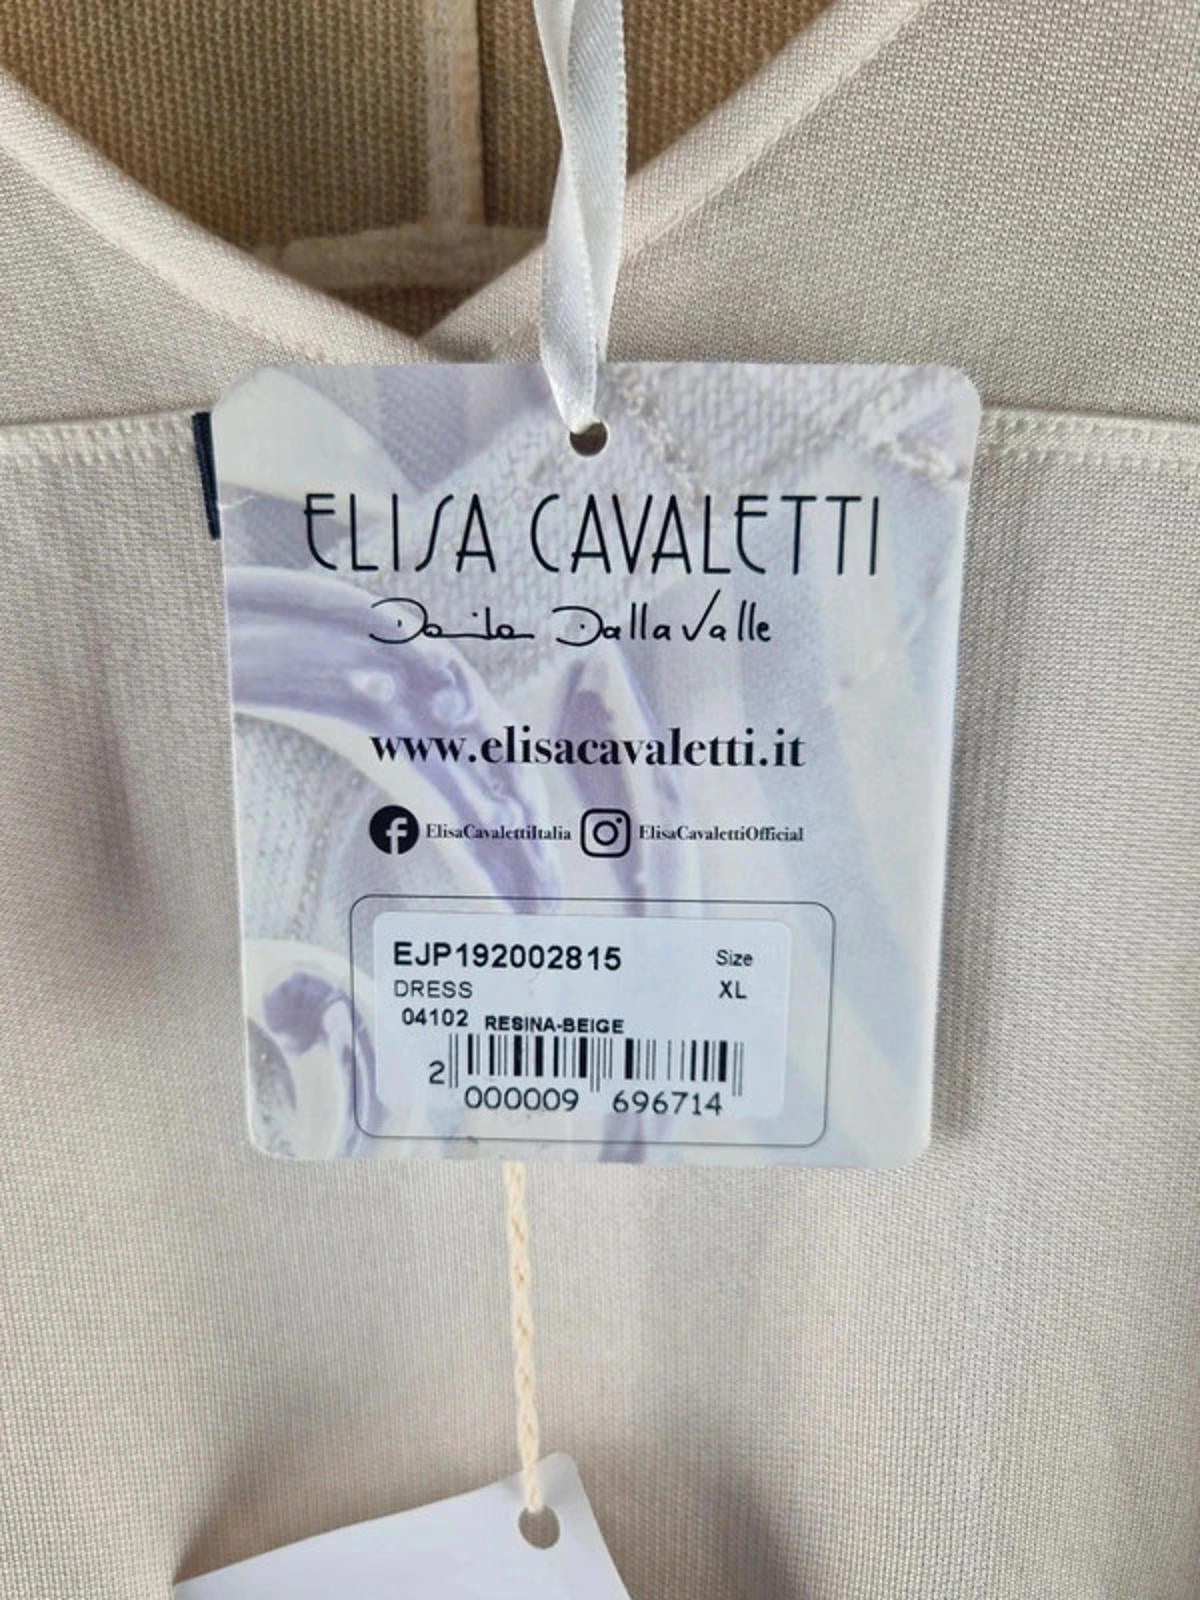 ELISA CAVALETTI
Daniela Dallavalle
www.elisacavaletti.it
ElisaCavalettiItalia ElisaCavalettiOfficial
EJP192002815 Size
DRESS XL
04102 RESINA-BEIGE
2 000009 696714